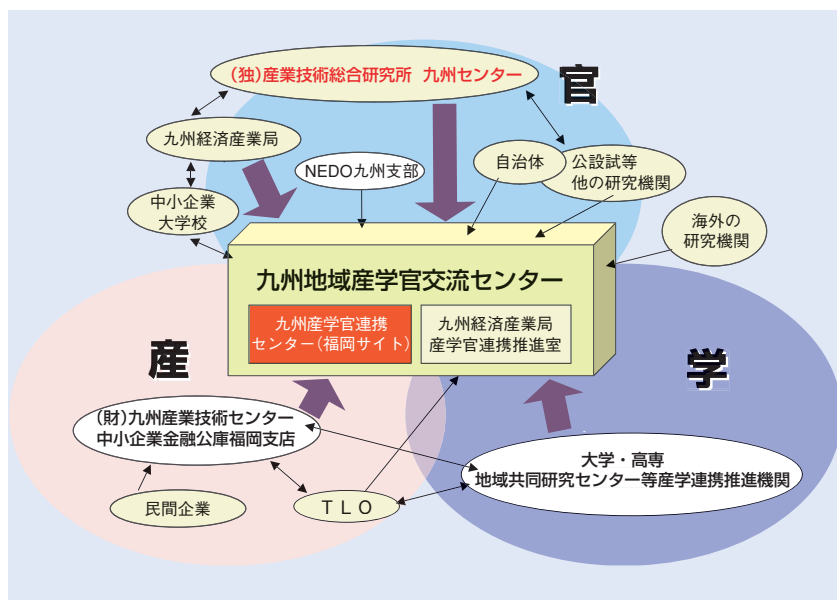 (独)産業技術総合研究所 九州センター
官
九州経済産業局
NEDO九州支部
自治体
公設試等
他の研究機関
中小企業
大学校
海外の
研究機関
九州地域産学官交流センター
九州産学官連携
センター(福岡サイト)
九州経済産業局
産学官連携推進室
産
学
(財)九州産業技術センター
中小企業金融公庫福岡支店
大学・高専
地域共同研究センター等産学連携推進機関
民間企業
TLO